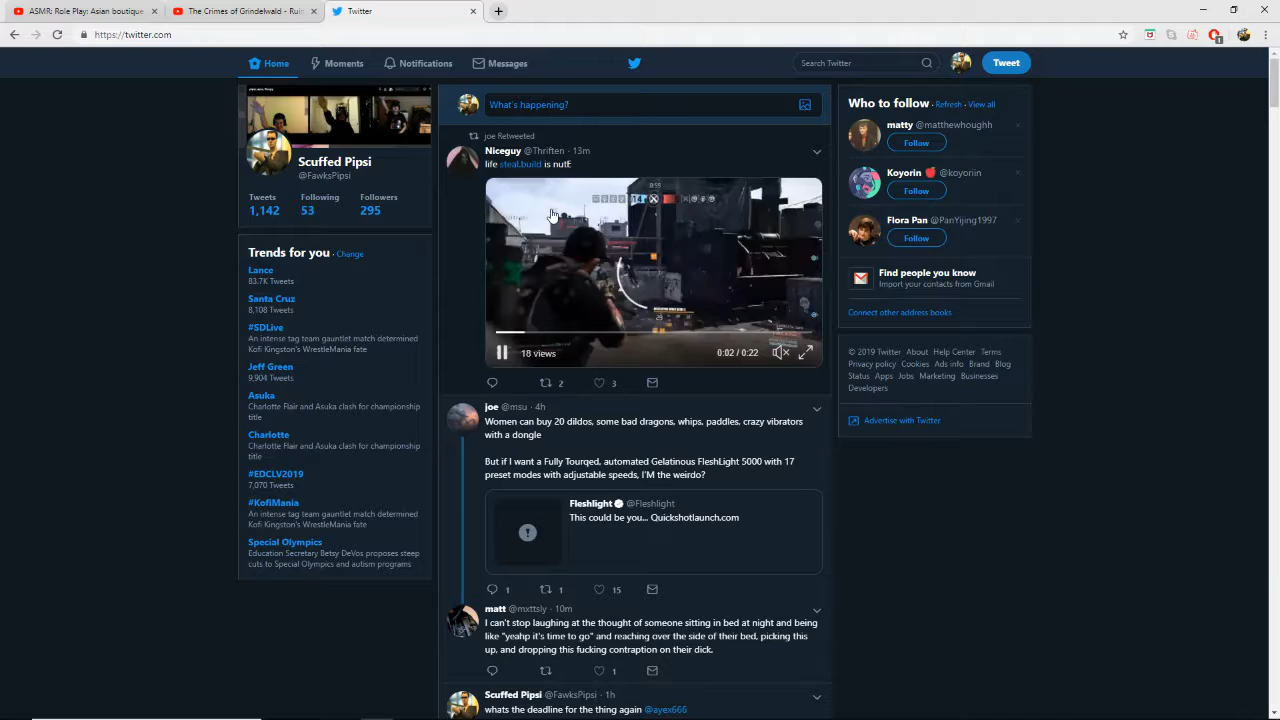 ASMR: Role Play: Asian boutique
The Crimes of Grindelwald - Ruis
Twitter
https://twitter.com
1
Home
Moments
Notifications
Messages
Search Twitter
Tweet
Scuffed Pipsi
@FawksPipsi
Tweets Following Followers
1,142 53 295
Trends for you · Change
Lance
83.7K Tweets
Santa Cruz
8,108 Tweets
#SDLive
An intense tag team gauntlet match determined
Kofi Kingston's WrestleMania fate
Jeff Green
9,904 Tweets
Asuka
Charlotte Flair and Asuka clash for championship
title
Charlotte
Charlotte Flair and Asuka clash for championship
title
#EDCLV2019
7,070 Tweets
#KofiMania
An intense tag team gauntlet match determined
Kofi Kingston's WrestleMania fate
Special Olympics
Education Secretary Betsy DeVos proposes steep
cuts to Special Olympics and autism programs
What's happening?
joe Retweeted
Niceguy @Thriften · 13m
life steal.build is nutE
18 views
0:02 / 0:22
2 3
joe @msu · 4h
Women can buy 20 dildos, some bad dragons, whips, paddles, crazy vibrators
with a dongle
But if I want a Fully Tourqed, automated Gelatinous FleshLight 5000 with 17
preset modes with adjustable speeds, I'M the weirdo?
Fleshlight @Fleshlight
This could be you... Quickshotlaunch.com
1 1 15
matt @mxttsly · 10m
I can't stop laughing at the thought of someone sitting in bed at night and being
like "yeahp it's time to go" and reaching over the side of their bed, picking this
up, and dropping this fucking contraption on their dick.
1
Scuffed Pipsi @FawksPipsi · 1h
whats the deadline for the thing again @ayex666
Who to follow · Refresh · View all
matty @matthewhoughh
Follow
Koyorin @koyoriin
Follow
Flora Pan @PanYijing1997
Follow
Find people you know
Import your contacts from Gmail
Connect other address books
© 2019 Twitter About Help Center Terms
Privacy policy Cookies Ads info Brand Blog
Status Apps Jobs Marketing Businesses
Developers
Advertise with Twitter